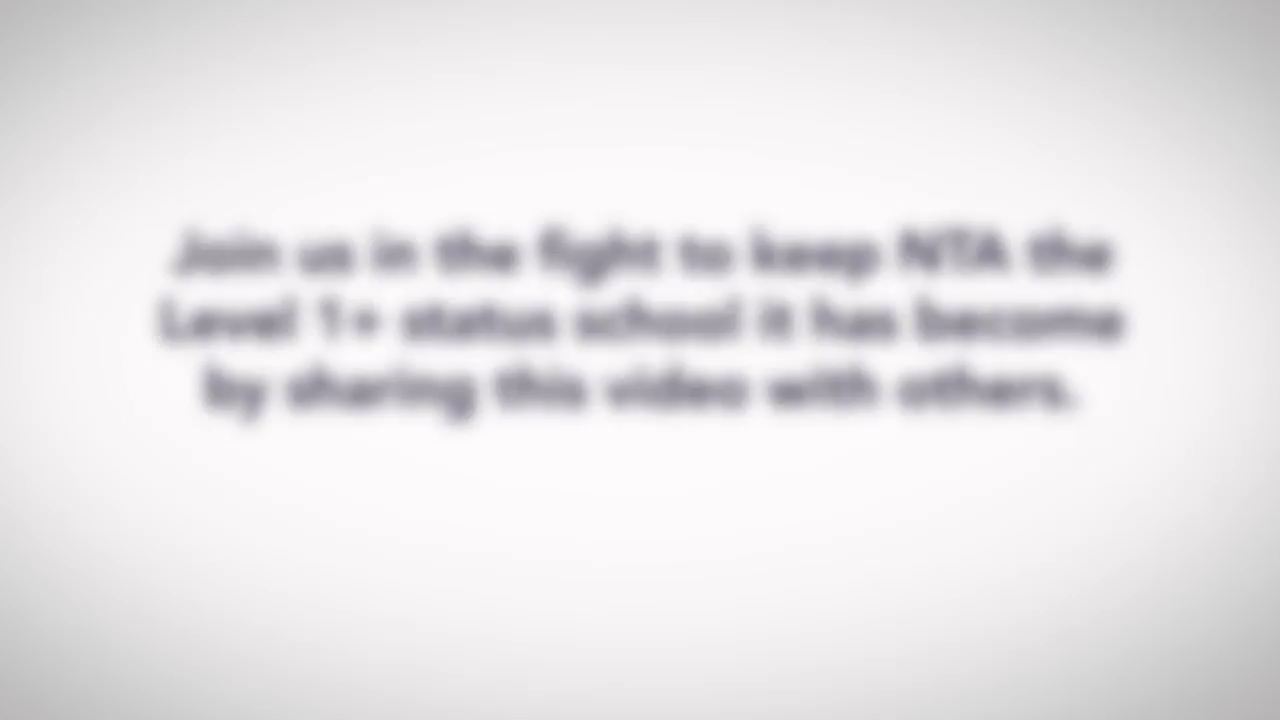 Join us in the fight to keep NTA the
Level 1+ status school it has become
by sharing this video with others.